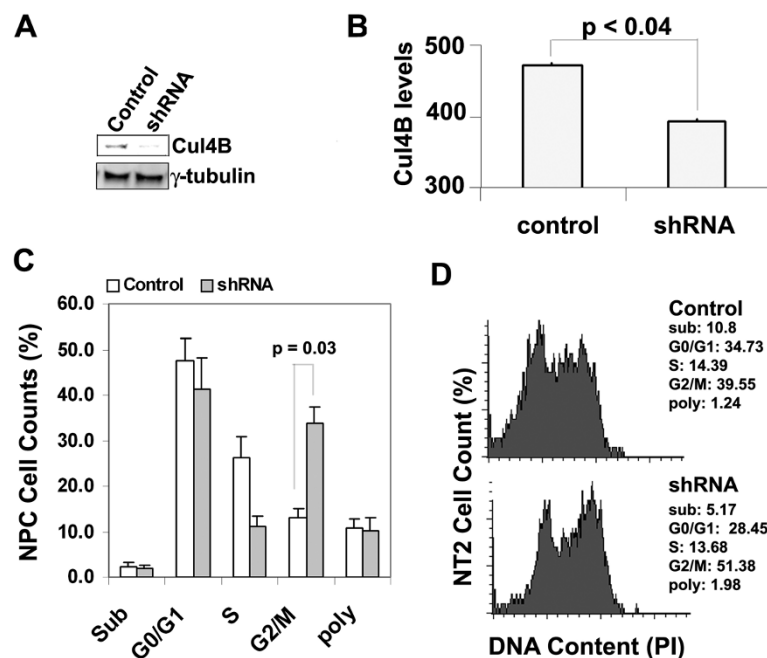 A
Control
shRNA
Cul4B
γ-tubulin
B
p < 0.04
Cul4B levels
500
400
300
control
shRNA
C
Control
shRNA
NPC Cell Counts (%)
60.0
50.0
40.0
30.0
20.0
10.0
0.0
p = 0.03
Sub
G0/G1
S
G2/M
poly
D
NT2 Cell Count (%)
Control
sub: 10.8
G0/G1: 34.73
S: 14.39
G2/M: 39.55
poly: 1.24
shRNA
sub: 5.17
G0/G1: 28.45
S: 13.68
G2/M: 51.38
poly: 1.98
DNA Content (PI)